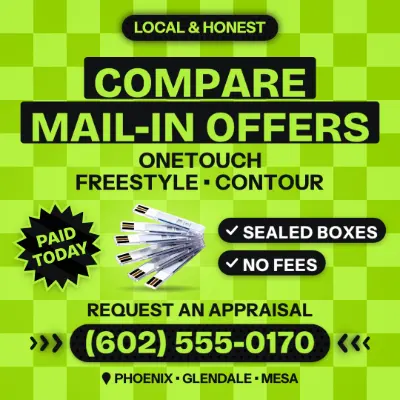 LOCAL & HONEST
COMPARE
MAIL-IN OFFERS
ONETOUCH
FREESTYLE • CONTOUR
PAID
TODAY
✓ SEALED BOXES
✓ NO FEES
REQUEST AN APPRAISAL
››› (602) 555-0170 ‹‹‹
PHOENIX • GLENDALE • MESA